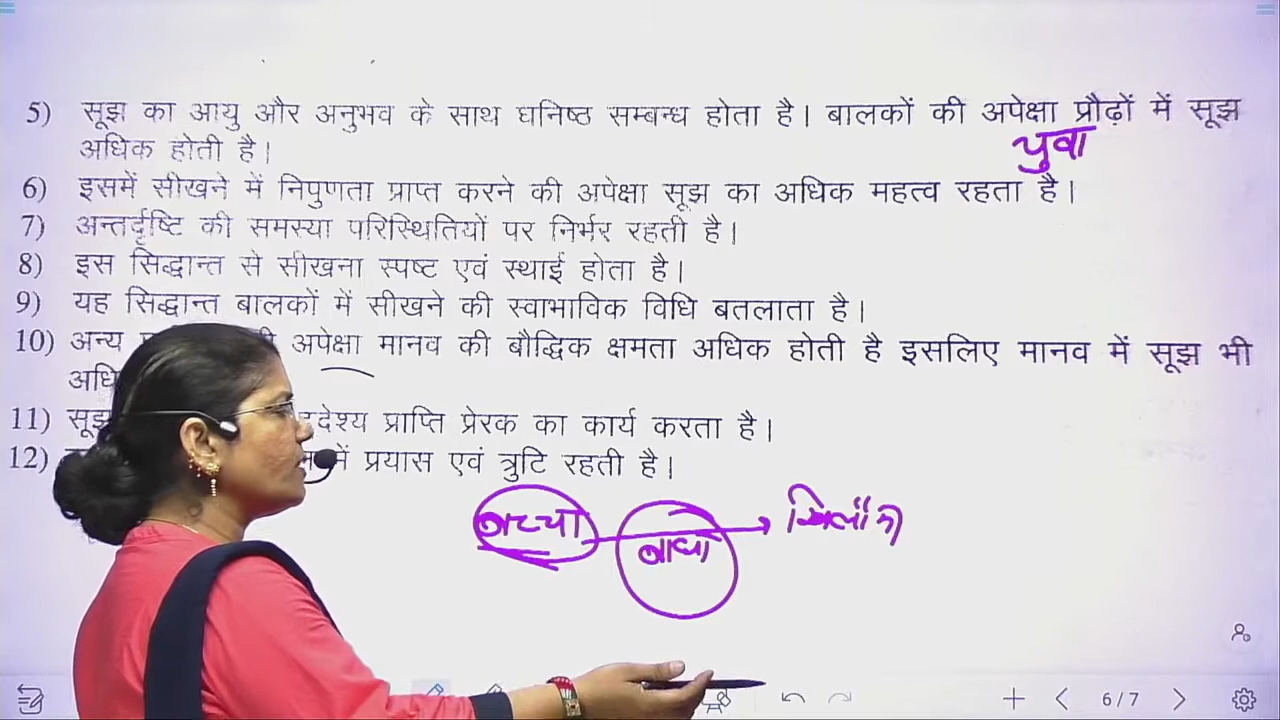 5) सूझ का आयु और अनुभव के साथ घनिष्ठ सम्बन्ध होता है। बालकों की अपेक्षा प्रौढ़ों में सूझ
अधिक होती है।
युवा
6) इसमें सीखने में निपुणता प्राप्त करने की अपेक्षा सूझ का अधिक महत्व रहता है।
7) अन्तर्दृष्टि की समस्या परिस्थितियों पर निर्भर रहती है।
8) इस सिद्धान्त से सीखना स्पष्ट एवं स्थाई होता है।
9) यह सिद्धान्त बालकों में सीखने की स्वाभाविक विधि बतलाता है।
10) अन्य अपेक्षा मानव की बौद्धिक क्षमता अधिक होती है इसलिए मानव में सूझ भी
11) सूझ प्राप्ति प्रेरक का कार्य करता है।
12) में प्रयास एवं त्रुटि रहती है।
बच्चा बाधा
6/7